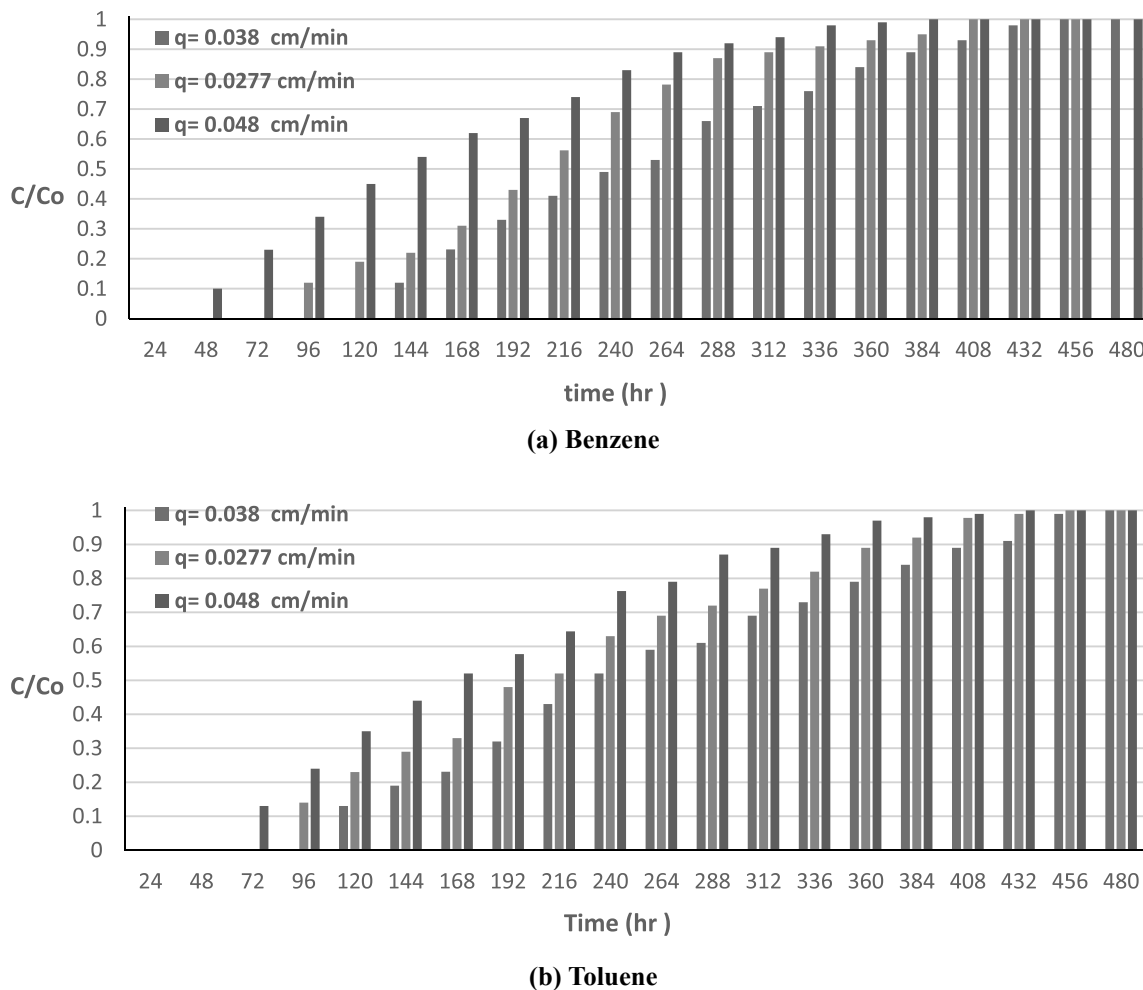 1
0.9
0.8
0.7
0.6
0.5
0.4
0.3
0.2
0.1
0
C/Co
q= 0.038 cm/min
q= 0.0277 cm/min
q= 0.048 cm/min
24 48 72 96 120 144 168 192 216 240 264 288 312 336 360 384 408 432 456 480
time (hr )
(a) Benzene
1
0.9
0.8
0.7
0.6
0.5
0.4
0.3
0.2
0.1
0
C/Co
q= 0.038 cm/min
q= 0.0277 cm/min
q= 0.048 cm/min
24 48 72 96 120 144 168 192 216 240 264 288 312 336 360 384 408 432 456 480
Time (hr )
(b) Toluene